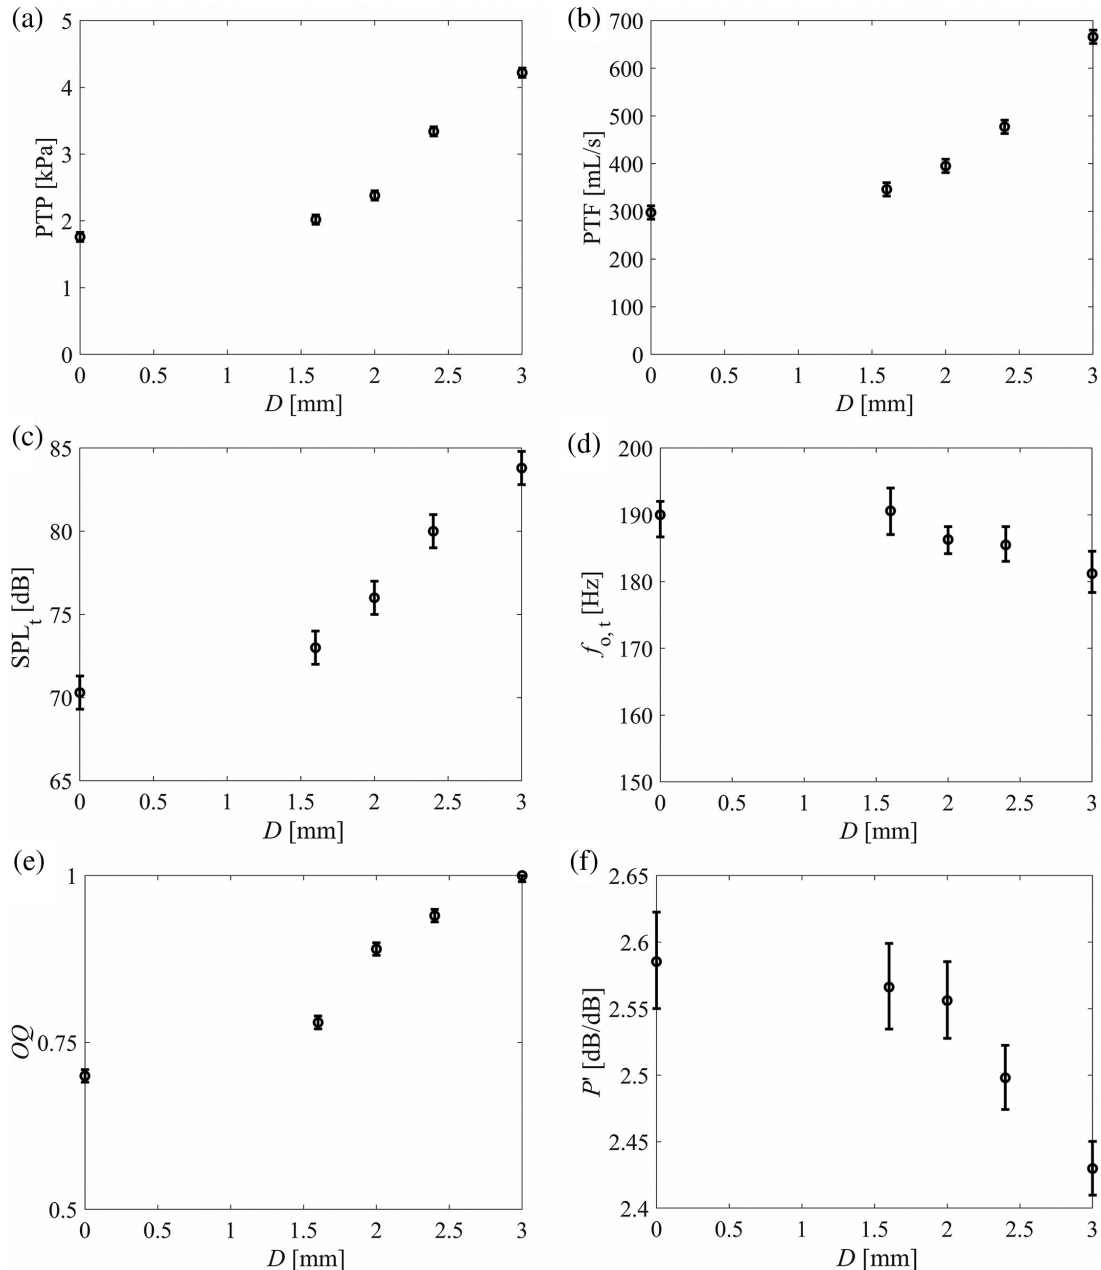 (a)
5
4
3
2
1
0
PTP [kPa]
0 0.5 1 1.5 2 2.5 3
D [mm]
(b)
700
600
500
400
300
200
100
0
PTF [mL/s]
0 0.5 1 1.5 2 2.5 3
D [mm]
(c)
85
80
75
70
65
SPLt [dB]
0 0.5 1 1.5 2 2.5 3
D [mm]
(d)
200
190
180
170
160
150
fo, t [Hz]
0 0.5 1 1.5 2 2.5 3
D [mm]
(e)
1
0.75
0.5
OQ
0 0.5 1 1.5 2 2.5 3
D [mm]
(f)
2.65
2.6
2.55
2.5
2.45
2.4
P' [dB/dB]
0 0.5 1 1.5 2 2.5 3
D [mm]